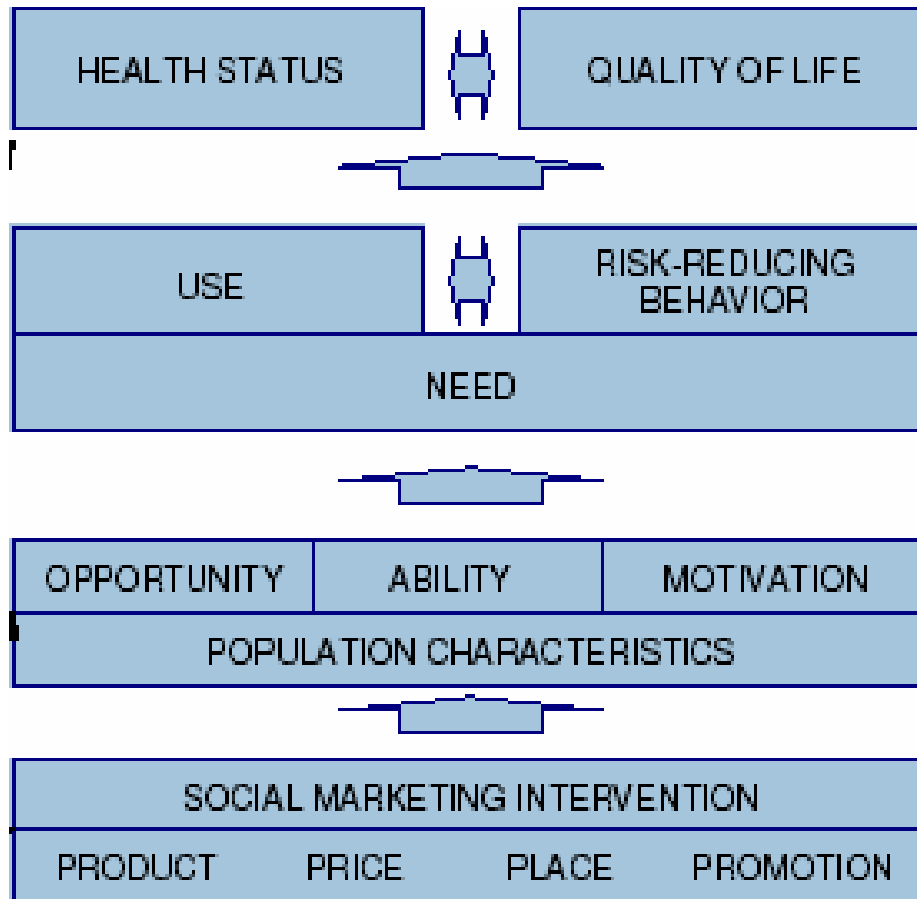 HEALTH STATUS
QUALITY OF LIFE
USE
RISK-REDUCING
BEHAVIOR
NEED
OPPORTUNITY
ABILITY
MOTIVATION
POPULATION CHARACTERISTICS
SOCIAL MARKETING INTERVENTION
PRODUCT PRICE PLACE PROMOTION